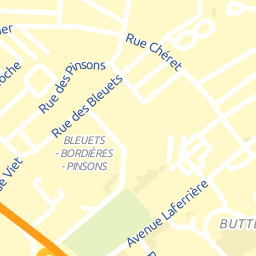 Rue Chéret
Rue des Pinsons
Rue des Bleuets
BLEUETS
- BORDIÈRES
- PINSONS
Viet
Avenue Laferrière
BUTTE